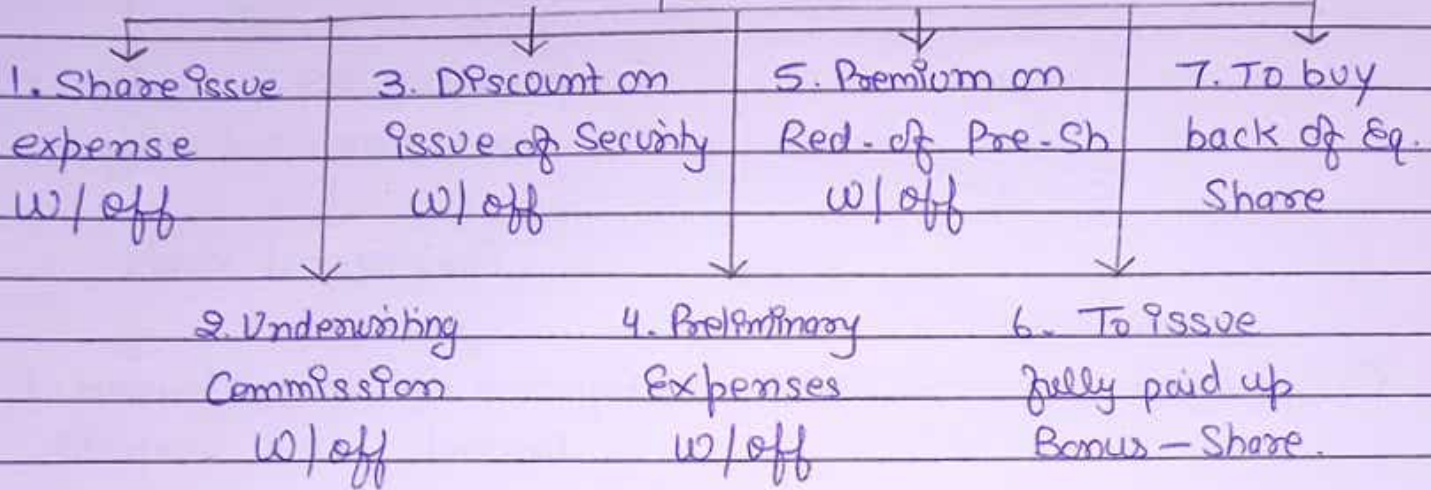 1. Share issue
expense
W/off
3. Discount on
issue of Security
W/off
5. Premium on
Red. of Pre-Sh
W/off
7. To buy
back of Eq.
Share
2. Underwriting
Commission
W/off
4. Preliminary
Expenses
W/off
6. To issue
fully paid up
Bonus - Share.